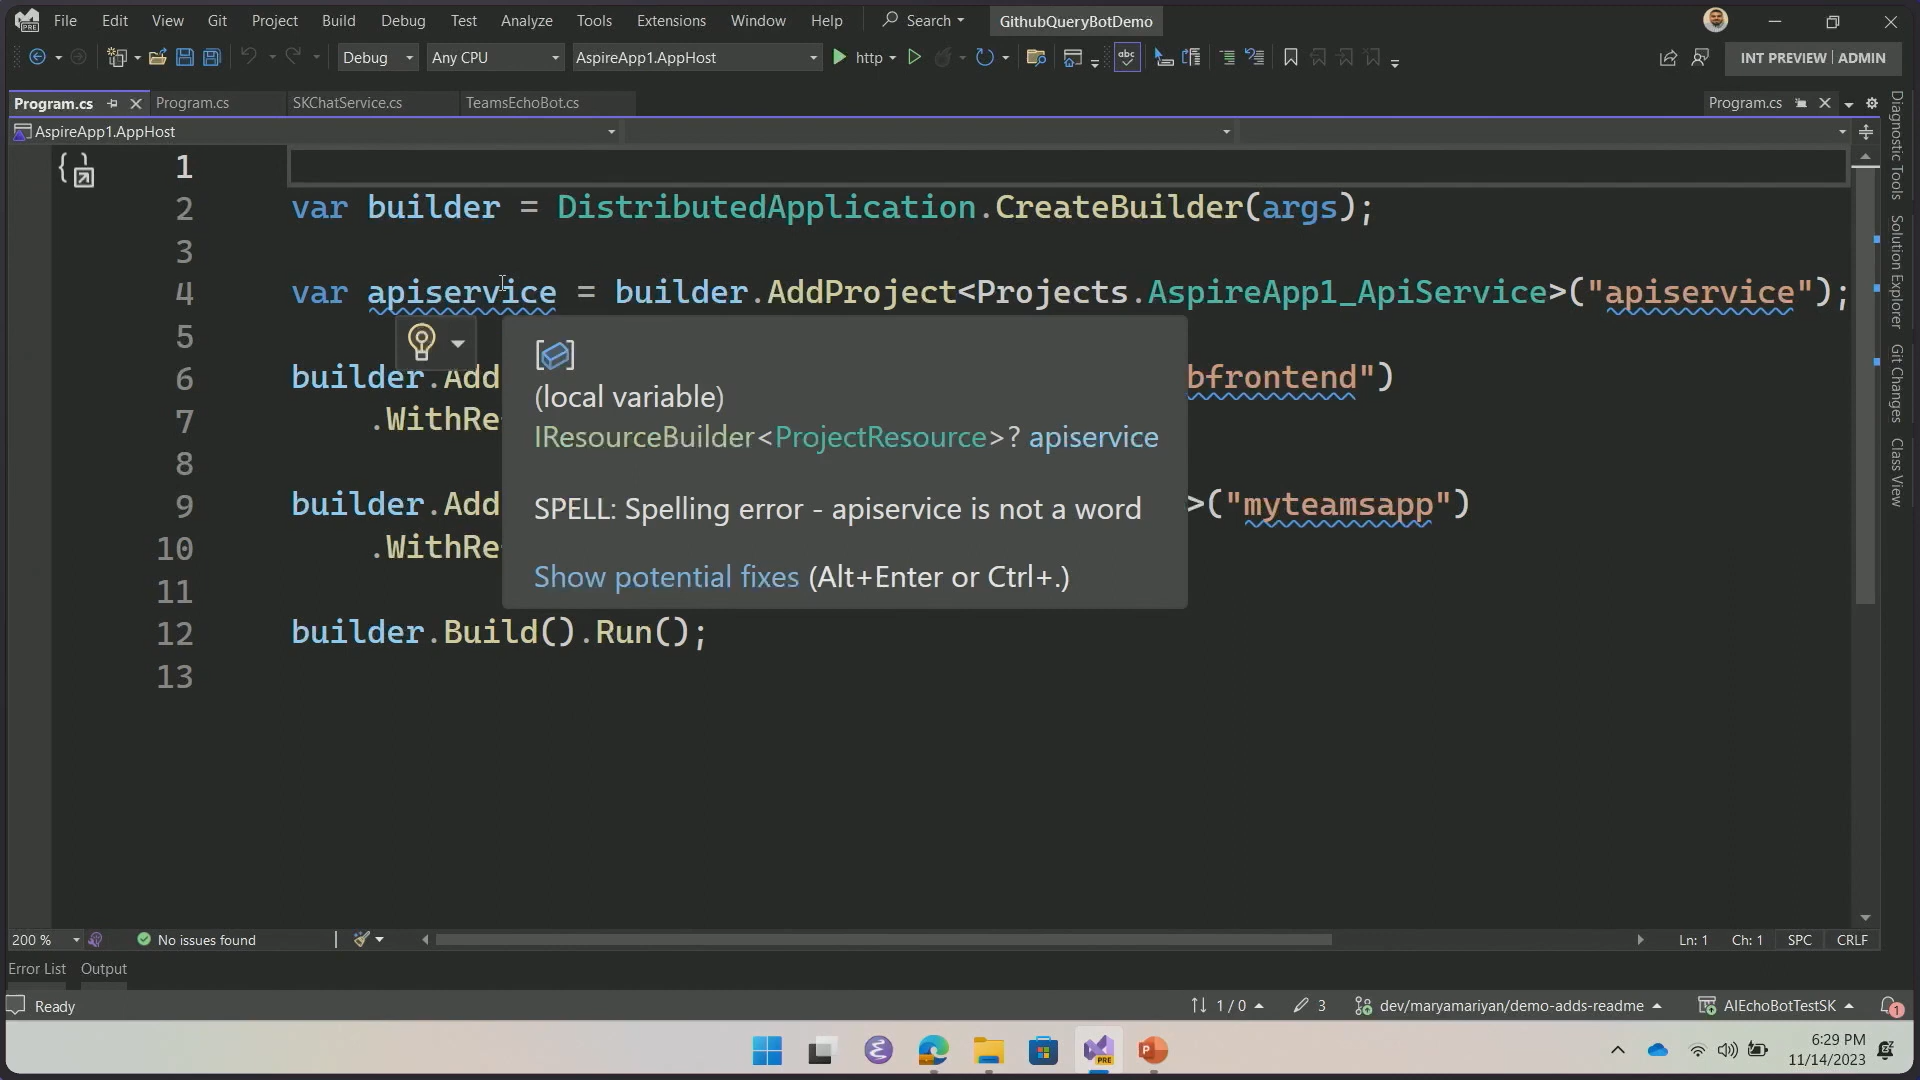 File Edit View Git Project Build Debug Test Analyze Tools Extensions Window Help Search GithubQueryBotDemo
Debug Any CPU AspireApp1.AppHost http INT PREVIEW | ADMIN
Program.cs Program.cs SKChatService.cs TeamsEchoBot.cs Program.cs
AspireApp1.AppHost
1
2 var builder = DistributedApplication.CreateBuilder(args);
3
4 var apiservice = builder.AddProject<Projects.AspireApp1_ApiService>("apiservice");
5
6 builder.Add bfrontend")
7 .WithRe
8
9 builder.Add >("myteamsapp")
10 .WithRe
11
12 builder.Build().Run();
13
(local variable)
IResourceBuilder<ProjectResource>? apiservice
SPELL: Spelling error - apiservice is not a word
Show potential fixes (Alt+Enter or Ctrl+.)
Diagnostic Tools
Solution Explorer
Git Changes
Class View
200 % No issues found Ln: 1 Ch: 1 SPC CRLF
Error List Output
Ready 1 / 0 3 dev/maryamariyan/demo-adds-readme AIEchoBotTestSK 1
PRE
6:29 PM
11/14/2023